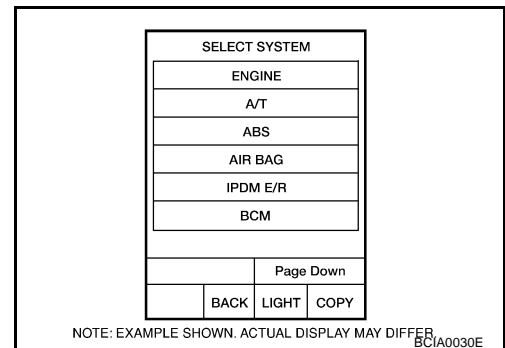 SELECT SYSTEM
ENGINE
A/T
ABS
AIR BAG
IPDM E/R
BCM
Page Down
BACK LIGHT COPY
NOTE: EXAMPLE SHOWN. ACTUAL DISPLAY MAY DIFFER.
BCIA0030E